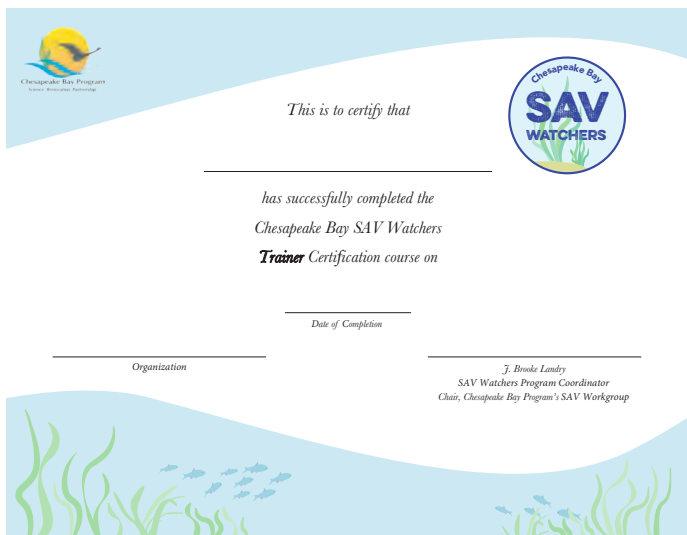 Chesapeake Bay Program
Science. Restoration. Partnership.
Chesapeake Bay
SAV
WATCHERS
This is to certify that
has successfully completed the
Chesapeake Bay SAV Watchers
Trainer Certification course on
Date of Completion
Organization
J. Brooke Landry
SAV Watchers Program Coordinator
Chair, Chesapeake Bay Program's SAV Workgroup